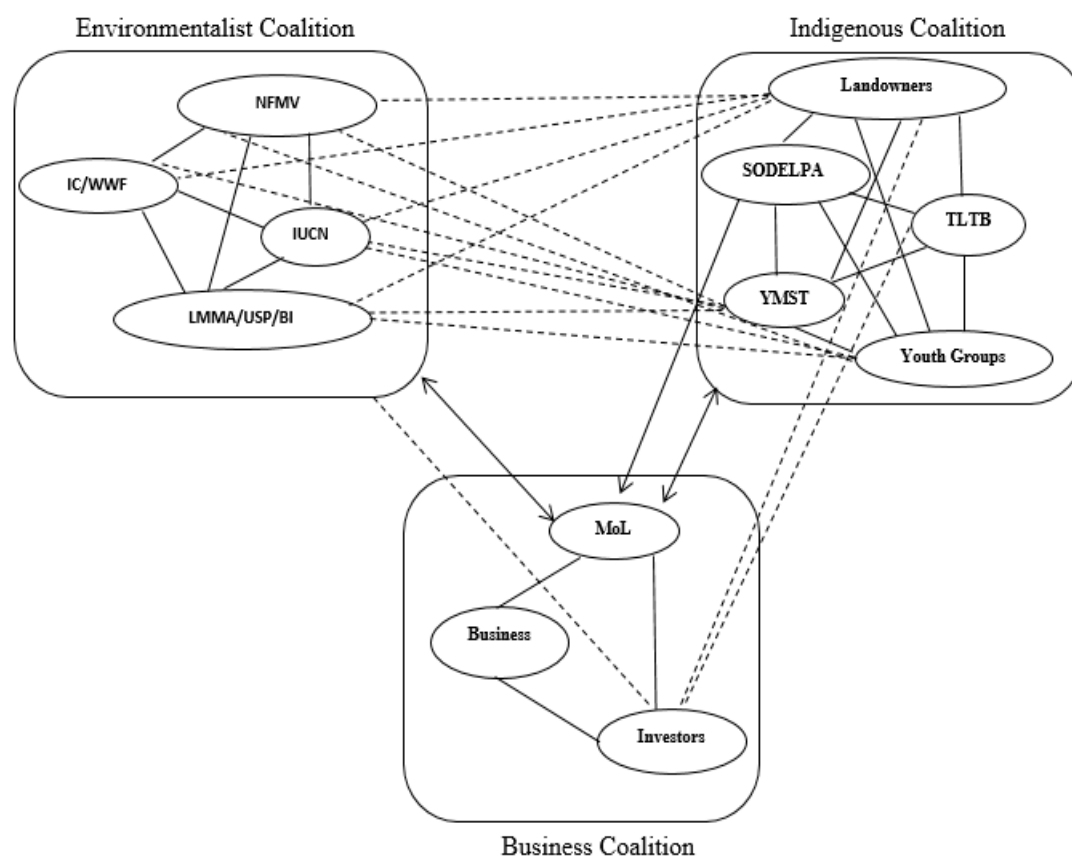 Environmentalist Coalition
Indigenous Coalition
NFMV
Landowners
IC/WWF
SODELPA
IUCN
TLTB
YMST
LMMA/USP/BI
Youth Groups
MoL
Business
Investors
Business Coalition